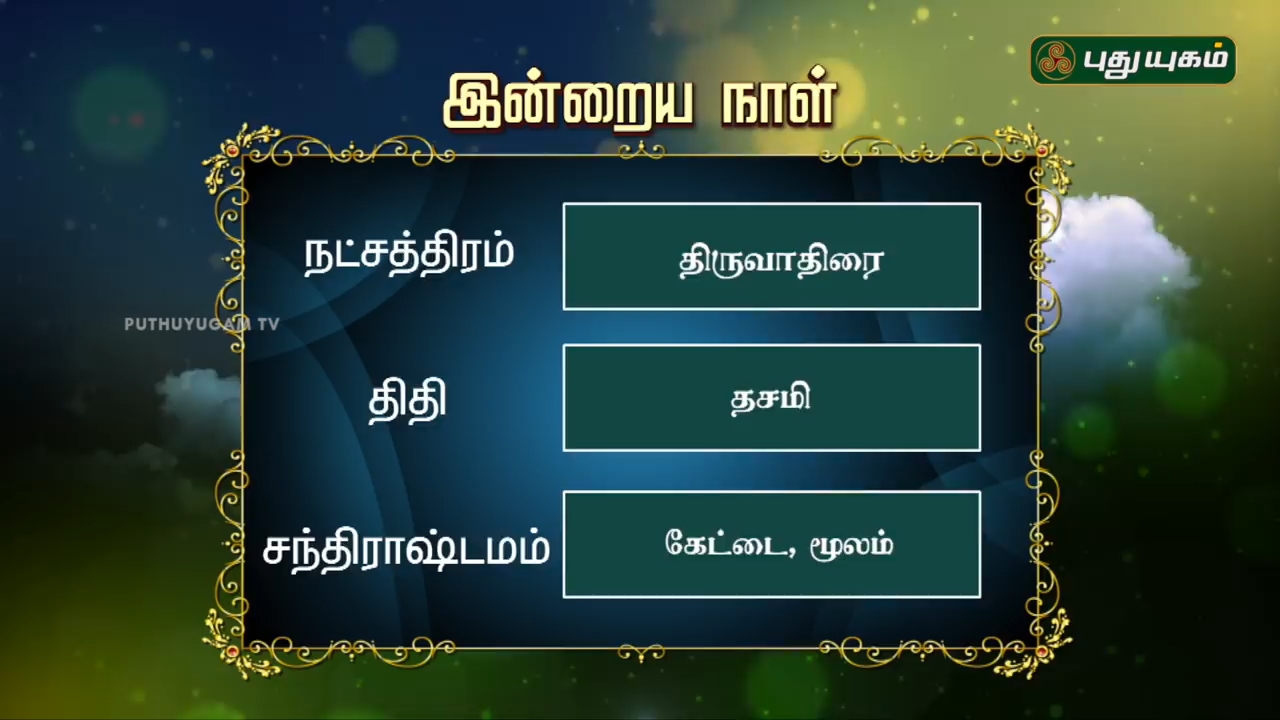 புதுயுகம்
இன்றைய நாள்
நட்சத்திரம் திருவாதிரை
PUTHUYUGAM TV
திதி தசமி
சந்திராஷ்டமம் கேட்டை, மூலம்